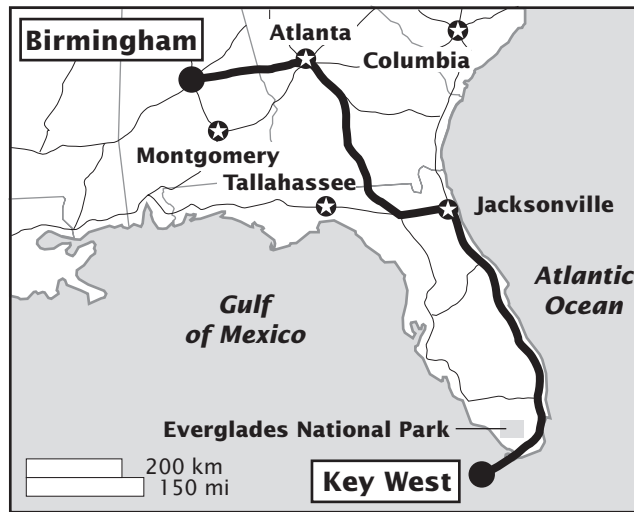 Birmingham
Atlanta
Columbia
Montgomery
Tallahassee
Jacksonville
Gulf
of Mexico
Atlantic
Ocean
Everglades National Park
200 km
150 mi
Key West